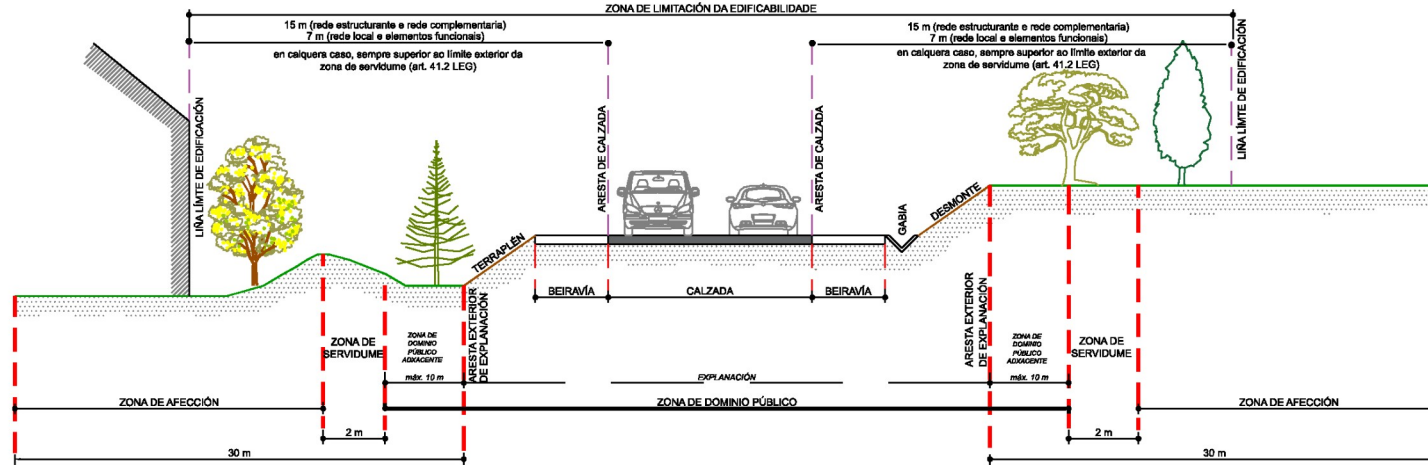 ZONA DE LIMITACIÓN DA EDIFICABILIDADE
15 m (rede estructurante e rede complementaria)
7 m (rede local e elementos funcionais)
en calquera caso, sempre superior ao límite exterior da
zona de servidume (art. 41.2 LEG)
15 m (rede estructurante e rede complementaria)
7 m (rede local e elementos funcionais)
en calquera caso, sempre superior ao límite exterior da
zona de servidume (art. 41.2 LEG)
LIÑA LÍMTE DE EDIFICACIÓN
ARESTA DE CALZADA
ARESTA DE CALZADA
LIÑA LÍMTE DE EDIFICACIÓN
TERRAPLÉN
GABIA
DESMONTE
BEIRAVÍA
CALZADA
BEIRAVÍA
ZONA DE
SERVIDUME
ZONA DE
DOMINIO
PÚBLICO
ADXACENTE
máx. 10 m
ARESTA EXTERIOR
DE EXPLANACIÓN
EXPLANACIÓN
ARESTA EXTERIOR
DE EXPLANACIÓN
ZONA DE
DOMINIO
PÚBLICO
ADXACENTE
máx. 10 m
ZONA DE
SERVIDUME
ZONA DE AFECCIÓN
ZONA DE DOMINIO PÚBLICO
ZONA DE AFECCIÓN
2 m
2 m
30 m
30 m